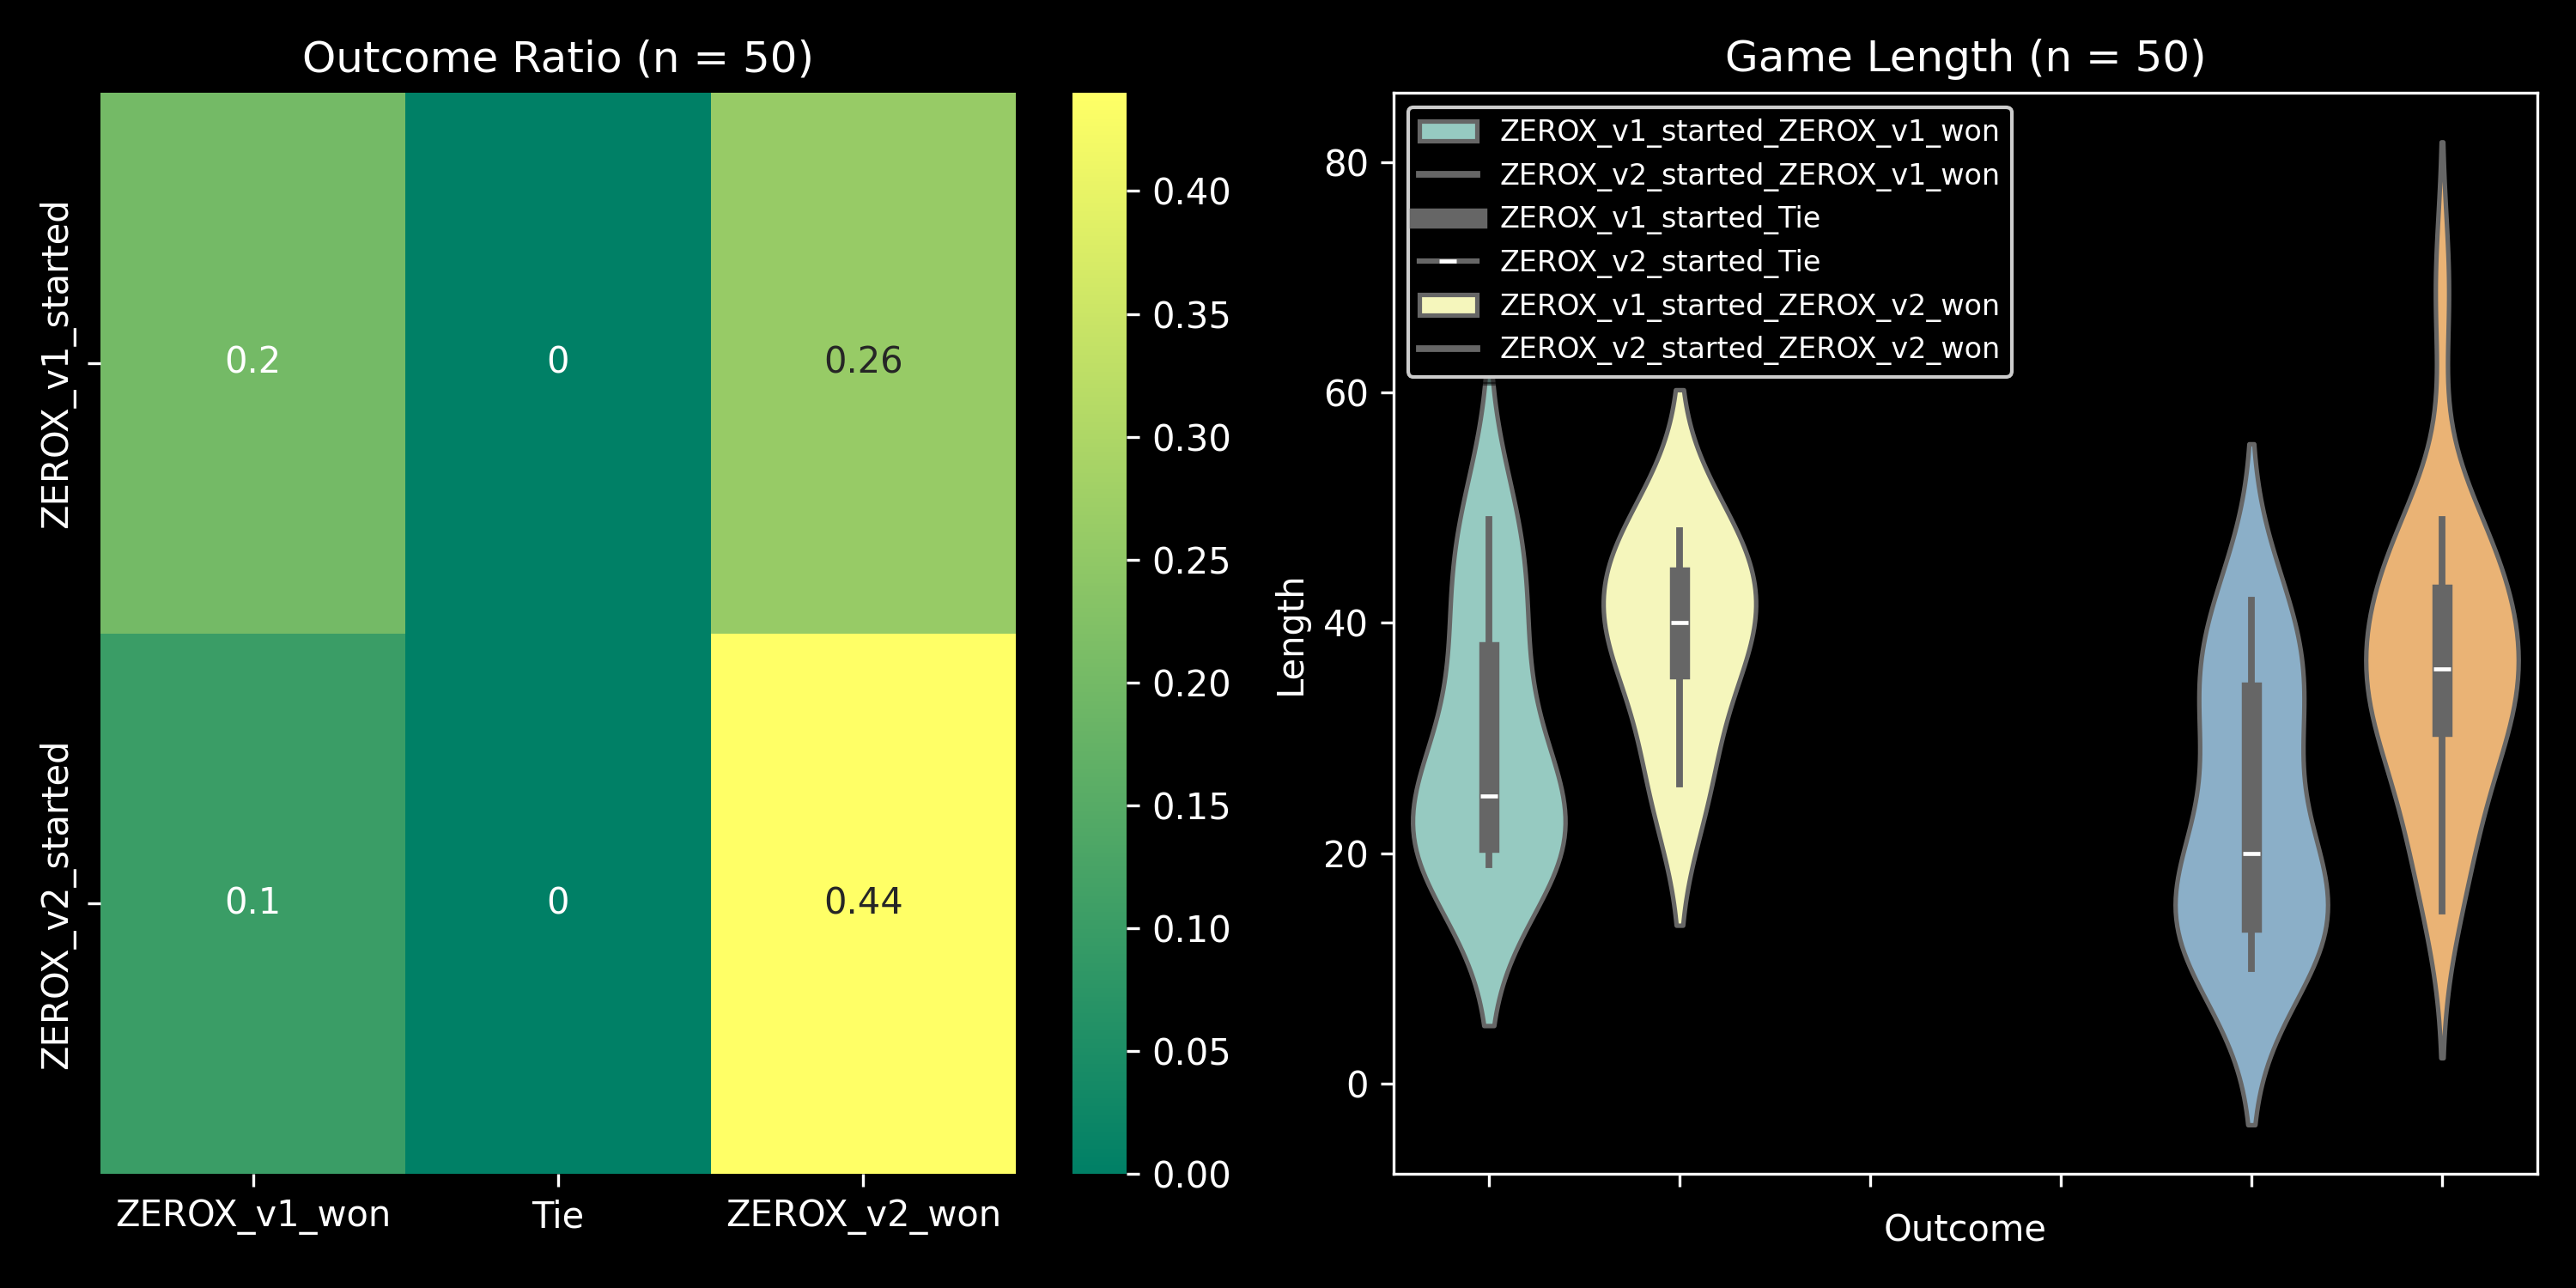 Outcome Ratio (n = 50)
ZEROX_v1_started
ZEROX_v2_started
0.2
0
0.26
0.1
0
0.44
ZEROX_v1_won
Tie
ZEROX_v2_won
0.40
0.35
0.30
0.25
0.20
0.15
0.10
0.05
0.00
Game Length (n = 50)
ZEROX_v1_started_ZEROX_v1_won
ZEROX_v2_started_ZEROX_v1_won
ZEROX_v1_started_Tie
ZEROX_v2_started_Tie
ZEROX_v1_started_ZEROX_v2_won
ZEROX_v2_started_ZEROX_v2_won
Length
80
60
40
20
0
Outcome